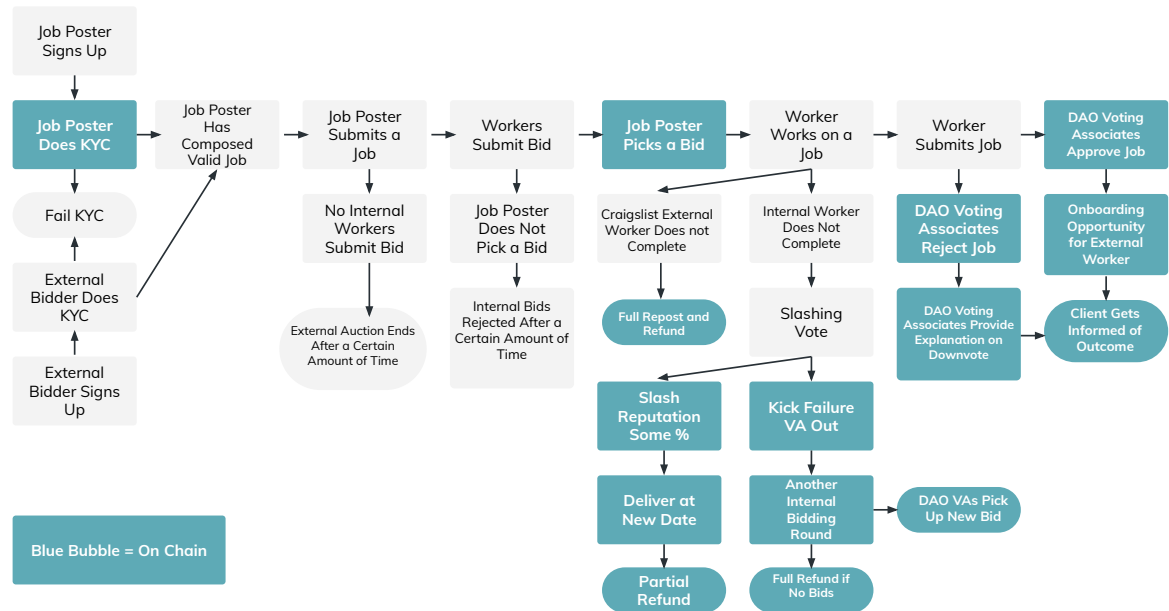 Job Poster
Signs Up
Job Poster
Does KYC
Job Poster
Has
Composed
Valid Job
Job Poster
Submits a
Job
Workers
Submit Bid
Job Poster
Picks a Bid
Worker
Works on a
Job
Worker
Submits Job
DAO Voting
Associates
Approve Job
Fail KYC
No Internal
Workers
Submit Bid
Job Poster
Does Not
Pick a Bid
Craigslist External
Worker Does not
Complete
Internal Worker
Does Not
Complete
DAO Voting
Associates
Reject Job
Onboarding
Opportunity
for External
Worker
External
Bidder Does
KYC
External Auction Ends
After a Certain
Amount of Time
Internal Bids
Rejected After a
Certain Amount of
Time
Full Repost and
Refund
Slashing
Vote
DAO Voting
Associates Provide
Explanation on
Downvote
Client Gets
Informed of
Outcome
External
Bidder Signs
Up
Slash
Reputation
Some %
Kick Failure
VA Out
Deliver at
New Date
Another
Internal
Bidding
Round
DAO VAs Pick
Up New Bid
Blue Bubble = On Chain
Partial
Refund
Full Refund if
No Bids